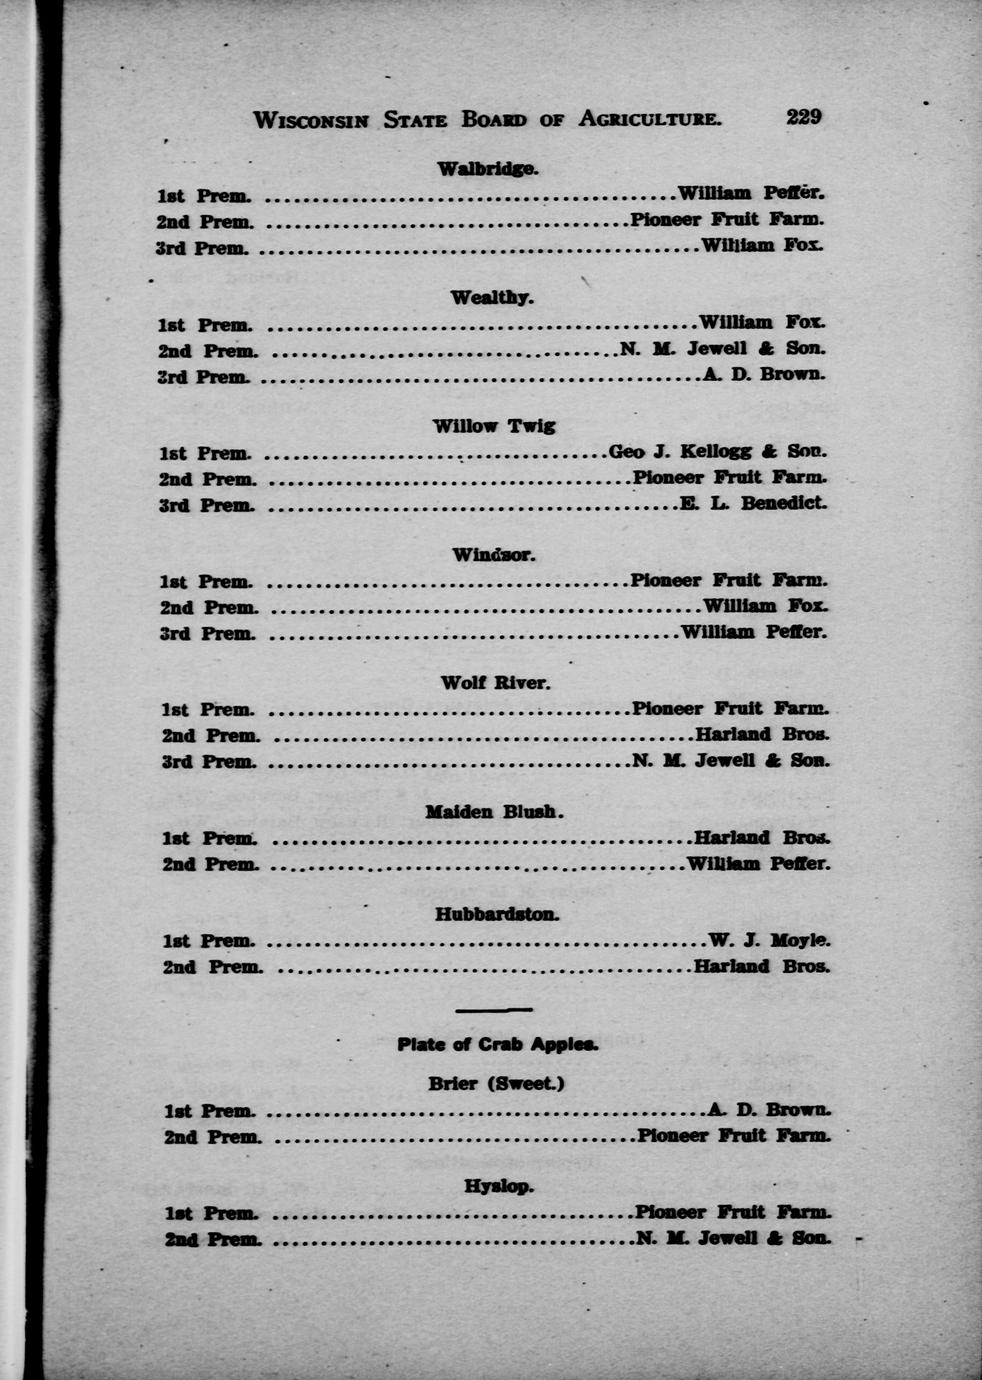 Wisconsin State Board of Agriculture. 229
Walbridge.
1st Prem. ............................................William Peffer.
2nd Prem. ......................................Pioneer Fruit Farm.
3rd Prem. ..............................................William Fox.
Wealthy.
1st Prem. .............................................William Fox.
2nd Prem. .....................................N. M. Jewell & Son.
3rd Prem. ...............................................A. D. Brown.
Willow Twig
1st Prem. ....................................Geo J. Kellogg & Son.
2nd Prem. ......................................Pioneer Fruit Farm.
3rd Prem. ...........................................E. L. Benedict.
Windsor.
1st Prem. ......................................Pioneer Fruit Farm.
2nd Prem. .............................................William Fox.
3rd Prem. ...........................................William Peffer.
Wolf River.
1st Prem. ......................................Pioneer Fruit Farm.
2nd Prem. ............................................Harland Bros.
3rd Prem. ......................................N. M. Jewell & Son.
Maiden Blush.
1st Prem. ............................................Harland Bros.
2nd Prem. ...........................................William Peffer.
Hubbardston.
1st Prem. ..............................................W. J. Moyle.
2nd Prem. ...........................................Harland Bros.
Plate of Crab Apples.
Brier (Sweet.)
1st Prem. ..............................................A. D. Brown.
2nd Prem. ......................................Pioneer Fruit Farm.
Hyslop.
1st Prem. ......................................Pioneer Fruit Farm.
2nd Prem. ......................................N. M. Jewell & Son.